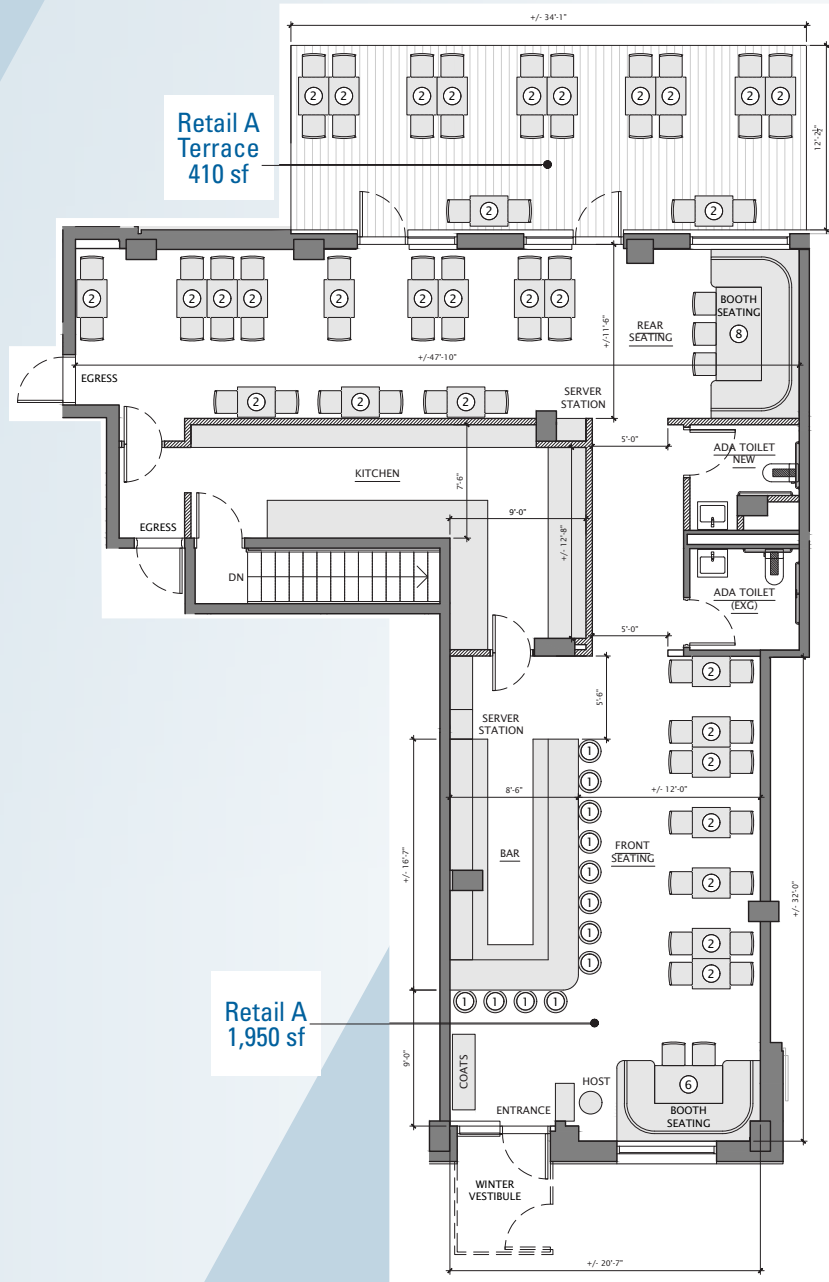 +/- 34'-1"
2 2 2 2 2 2 2 2 2 2
12'-2½"
Retail A
Terrace
410 sf
2 2
2 2 2 2 2 2 2 2 2
BOOTH
SEATING
8
REAR
SEATING
+/-11'-6"
+/-47'-10"
EGRESS
SERVER
STATION
2 2 2
5'-0"
ADA TOILET
NEW
KITCHEN
7'-6"
9'-0"
+/- 12'-8"
EGRESS
DN
ADA TOILET
(EXG)
5'-0"
2
5'-6"
SERVER
STATION
2
2
1
1
1
1
1
1
1
1
8'-6"
+/- 12'-0"
2
+/- 16'-7"
BAR
FRONT
SEATING
2
+/- 32'-0"
2
2
1 1 1 1
Retail A
1,950 sf
9'-0"
COATS
HOST
6
BOOTH
SEATING
ENTRANCE
WINTER
VESTIBULE
+/- 20'-7"